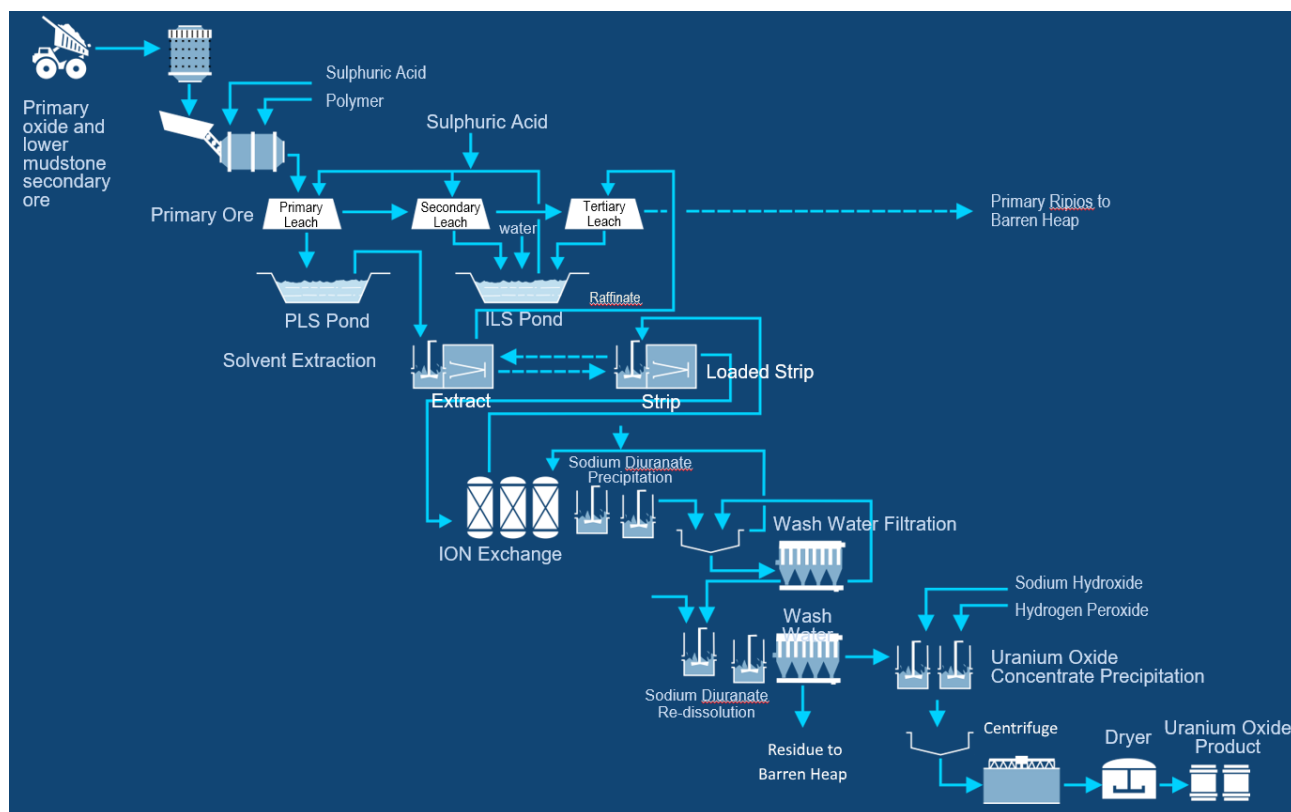 Sulphuric Acid
Polymer
Primary
oxide and
lower
mudstone
secondary
ore
Sulphuric Acid
Primary Ore
Primary
Leach
Secondary
Leach
water
Tertiary
Leach
Primary Ripios to
Barren Heap
PLS Pond
ILS Pond
Raffinate
Solvent Extraction
Extract
Strip
Loaded Strip
Sodium Diuranate
Precipitation
ION Exchange
Wash Water Filtration
Sodium Hydroxide
Hydrogen Peroxide
Wash
Water
Uranium Oxide
Concentrate Precipitation
Sodium Diuranate
Re-dissolution
Residue to
Barren Heap
Centrifuge
Dryer
Uranium Oxide
Product